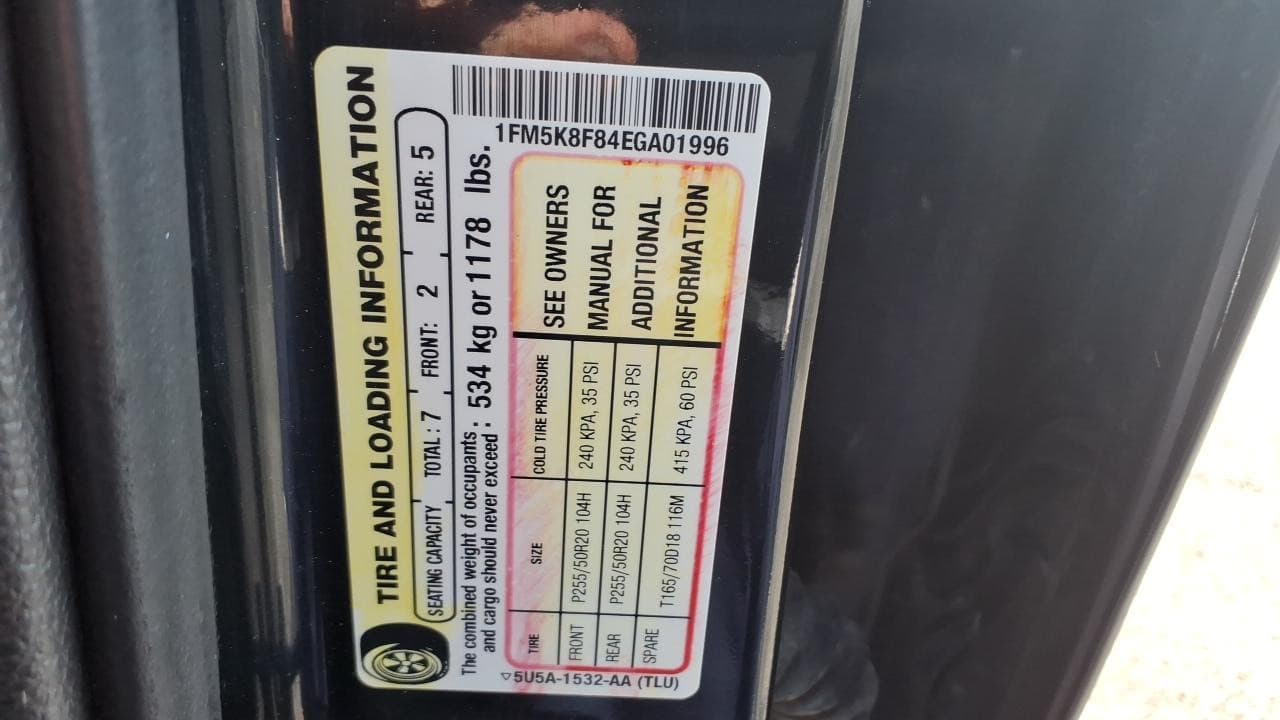 TIRE AND LOADING INFORMATION
SEATING CAPACITY TOTAL : 7 FRONT: 2 REAR: 5
The combined weight of occupants : 534 kg or 1178 lbs.
and cargo should never exceed :
TIRE SIZE COLD TIRE PRESSURE
FRONT P255/50R20 104H 240 KPA, 35 PSI
REAR P255/50R20 104H 240 KPA, 35 PSI
SPARE T165/70D18 116M 415 KPA, 60 PSI
SEE OWNERS
MANUAL FOR
ADDITIONAL
INFORMATION
5U5A-1532-AA (TLU)
1FM5K8F84EGA01996